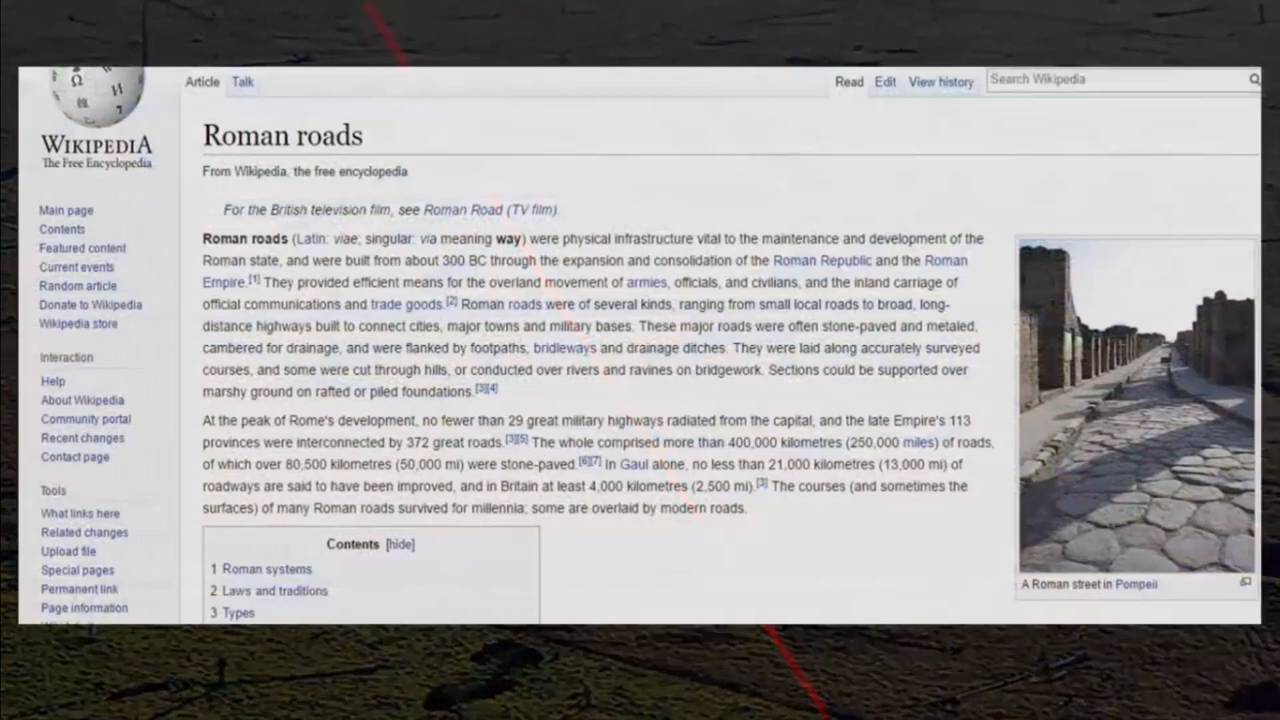 Article Talk Read Edit View history Search Wikipedia
WIKIPEDIA
The Free Encyclopedia
Main page
Contents
Featured content
Current events
Random article
Donate to Wikipedia
Wikipedia store
Interaction
Help
About Wikipedia
Community portal
Recent changes
Contact page
Tools
What links here
Related changes
Upload file
Special pages
Permanent link
Page information
Roman roads
From Wikipedia, the free encyclopedia
For the British television film, see Roman Road (TV film).
Roman roads (Latin: viae; singular: via meaning way) were physical infrastructure vital to the maintenance and development of the
Roman state, and were built from about 300 BC through the expansion and consolidation of the Roman Republic and the Roman
Empire.[1] They provided efficient means for the overland movement of armies, officials, and civilians, and the inland carriage of
official communications and trade goods.[2] Roman roads were of several kinds, ranging from small local roads to broad, long-
distance highways built to connect cities, major towns and military bases. These major roads were often stone-paved and metaled,
cambered for drainage, and were flanked by footpaths, bridleways and drainage ditches. They were laid along accurately surveyed
courses, and some were cut through hills, or conducted over rivers and ravines on bridgework. Sections could be supported over
marshy ground on rafted or piled foundations.[3][4]
At the peak of Rome's development, no fewer than 29 great military highways radiated from the capital, and the late Empire's 113
provinces were interconnected by 372 great roads.[3][5] The whole comprised more than 400,000 kilometres (250,000 miles) of roads,
of which over 80,500 kilometres (50,000 mi) were stone-paved.[6][7] In Gaul alone, no less than 21,000 kilometres (13,000 mi) of
roadways are said to have been improved, and in Britain at least 4,000 kilometres (2,500 mi).[3] The courses (and sometimes the
surfaces) of many Roman roads survived for millennia; some are overlaid by modern roads.
Contents [hide]
1 Roman systems
2 Laws and traditions
3 Types
A Roman street in Pompeii